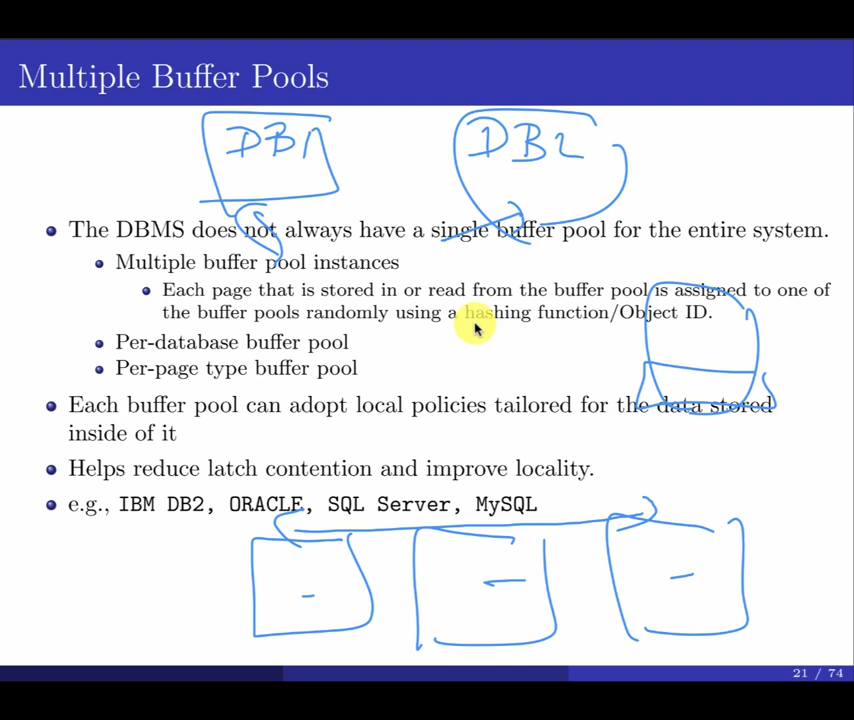 Multiple Buffer Pools
DB1 DB2
The DBMS does not always have a single buffer pool for the entire system.
Multiple buffer pool instances
Each page that is stored in or read from the buffer pool is assigned to one of
the buffer pools randomly using a hashing function/Object ID.
Per-database buffer pool
Per-page type buffer pool
Each buffer pool can adopt local policies tailored for the data stored
inside of it
Helps reduce latch contention and improve locality.
e.g., IBM DB2, ORACLE, SQL Server, MySQL
21 / 74